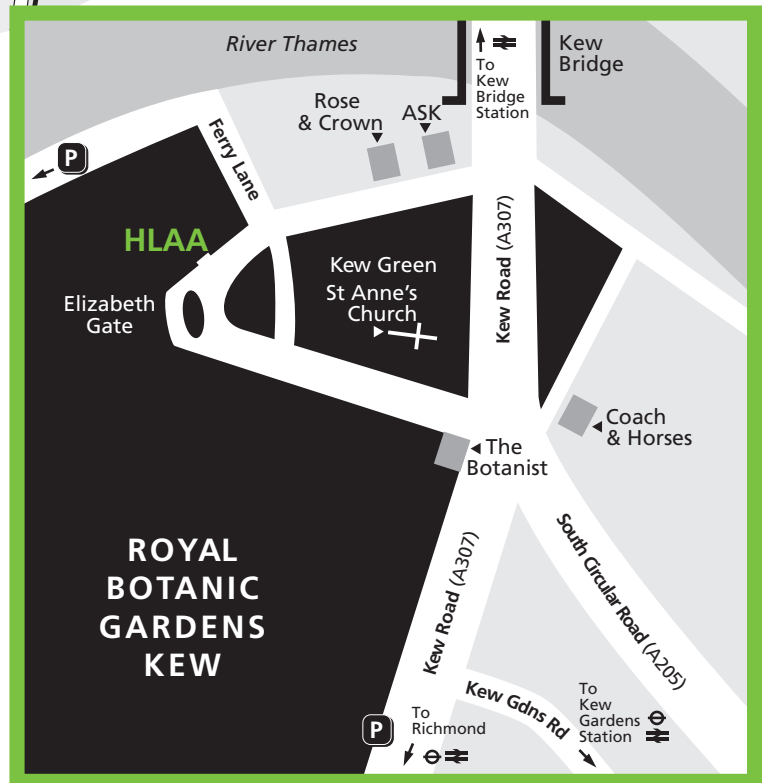 River Thames
To
Kew
Bridge
Station
Kew
Bridge
Rose
& Crown
ASK
P
Ferry Lane
HLAA
Kew Road (A307)
Kew Green
St Anne's
Church
Elizabeth
Gate
Coach
& Horses
The
Botanist
ROYAL
BOTANIC
GARDENS
KEW
Kew Road (A307)
South Circular Road (A205)
Kew Gdns Rd
To
Kew
Gardens
Station
P
To
Richmond